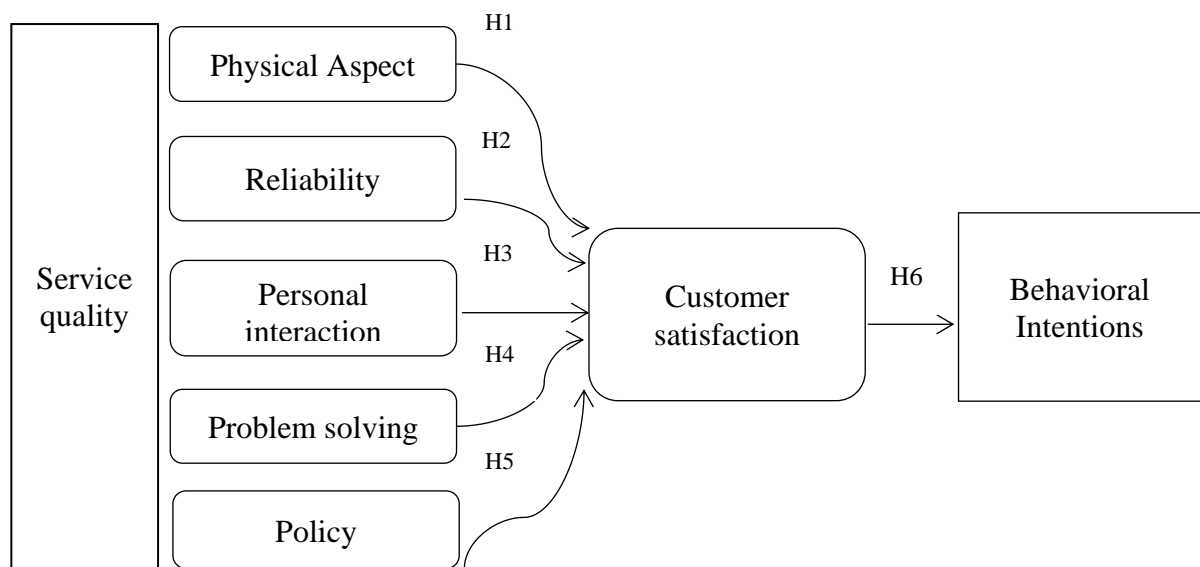 H1
Physical Aspect
H2
Reliability
H3
Service
quality
Personal
interaction
Customer
satisfaction
H6
Behavioral
Intentions
H4
Problem solving
H5
Policy